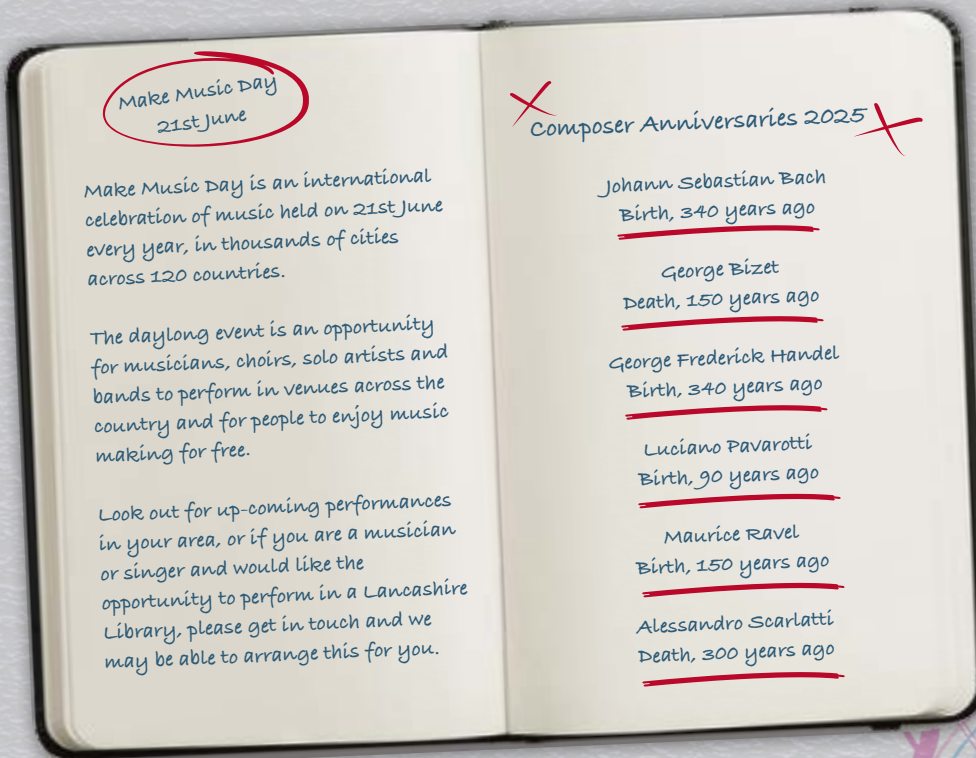 Make Music Day
21st June
Make Music Day is an international
celebration of music held on 21st June
every year, in thousands of cities
across 120 countries.
The daylong event is an opportunity
for musicians, choirs, solo artists and
bands to perform in venues across the
country and for people to enjoy music
making for free.
Look out for up-coming performances
in your area, or if you are a musician
or singer and would like the
opportunity to perform in a Lancashire
Library, please get in touch and we
may be able to arrange this for you.
Composer Anniversaries 2025
Johann Sebastian Bach
Birth, 340 years ago
George Bizet
Death, 150 years ago
George Frederick Handel
Birth, 340 years ago
Luciano Pavarotti
Birth, 90 years ago
Maurice Ravel
Birth, 150 years ago
Alessandro Scarlatti
Death, 300 years ago